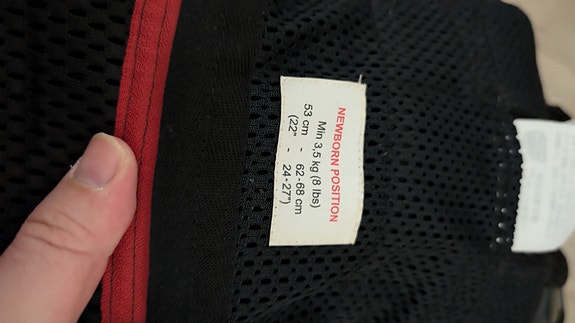 NEWBORN POSITION
Min 3,5 kg (8 lbs)
53 cm - 62-68 cm
(22" - 24-27")